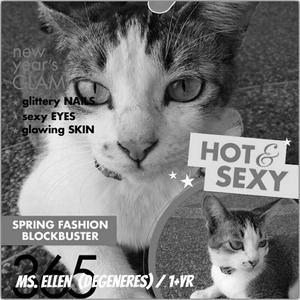 new
year's
GLAM
glittery NAILS
sexy EYES
glowing SKIN
HOT &
SEXY
SPRING FASHION
BLOCKBUSTER
365
MS. ELLEN (DEGENERES) / 1+YR